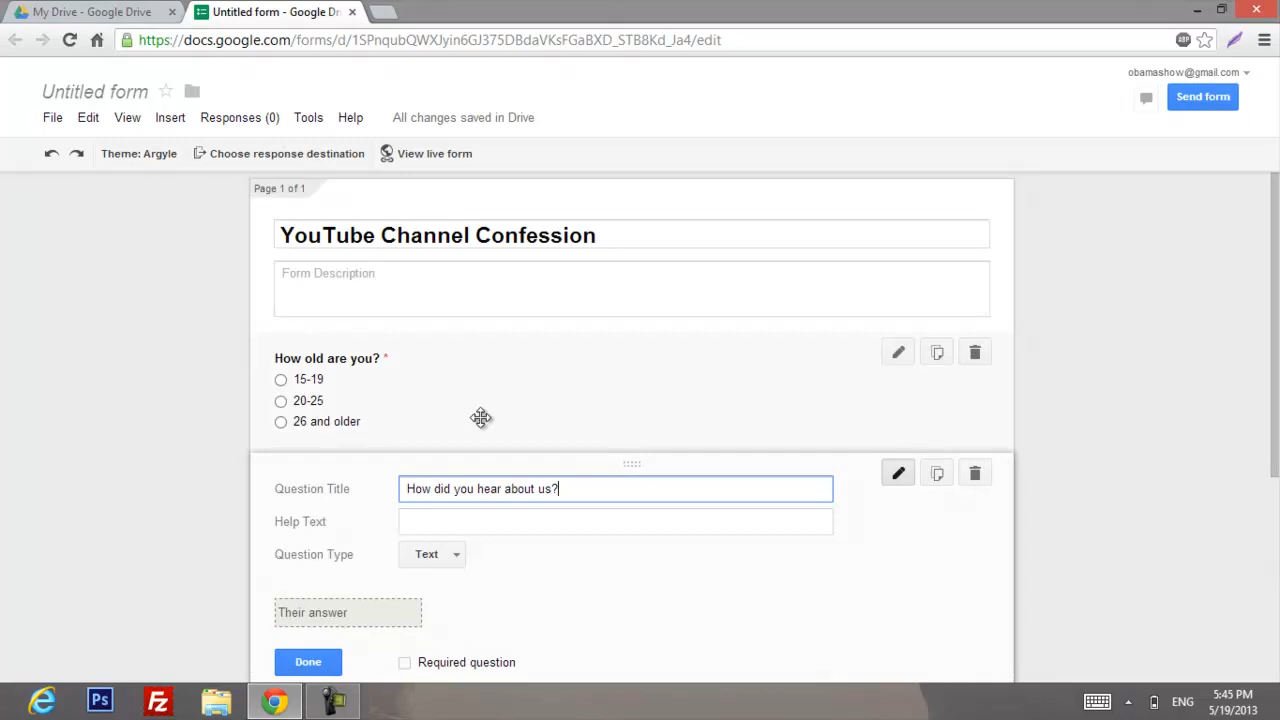 My Drive - Google Drive
Untitled form - Google Dr
https://docs.google.com/forms/d/1SPnqubQWXJyin6GJ375DBdaVKsFGaBXD_STB8Kd_Ja4/edit
ABP
obamashow@gmail.com
Untitled form
Send form
File Edit View Insert Responses (0) Tools Help All changes saved in Drive
Theme: Argyle Choose response destination View live form
Page 1 of 1
YouTube Channel Confession
Form Description
How old are you? *
15-19
20-25
26 and older
Question Title How did you hear about us?
Help Text
Question Type Text
Their answer
Done Required question
Ps Fz ENG 5:45 PM
5/19/2013